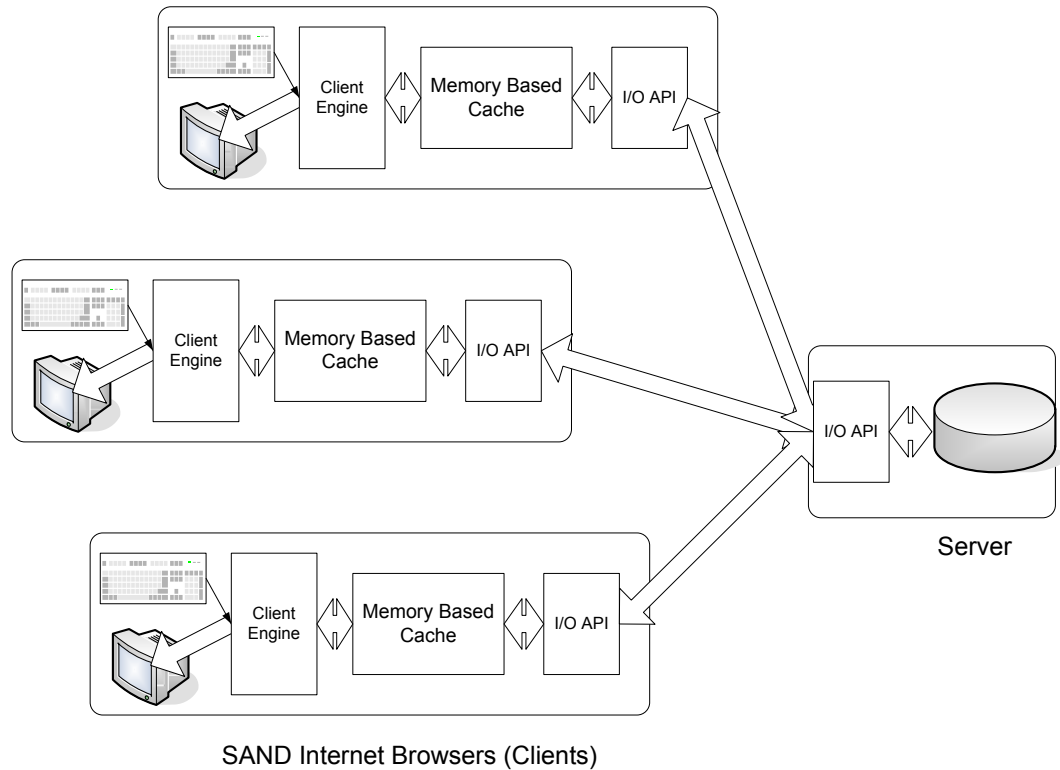 Client
Engine
Memory Based
Cache
I/O API
Client
Engine
Memory Based
Cache
I/O API
I/O API
Server
Client
Engine
Memory Based
Cache
I/O API
SAND Internet Browsers (Clients)